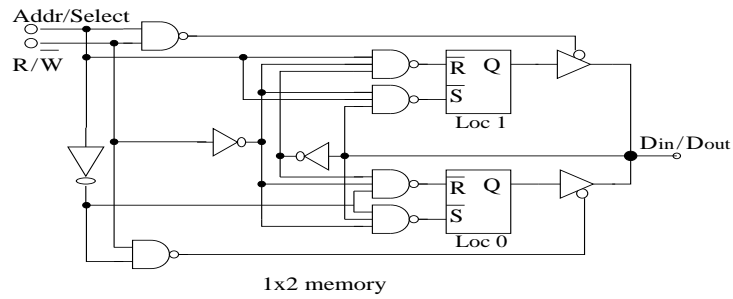 Addr/Select
R/W̅
R̅ Q
S̅
Loc 1
Din/Dout
R̅ Q
S̅
Loc 0
1x2 memory